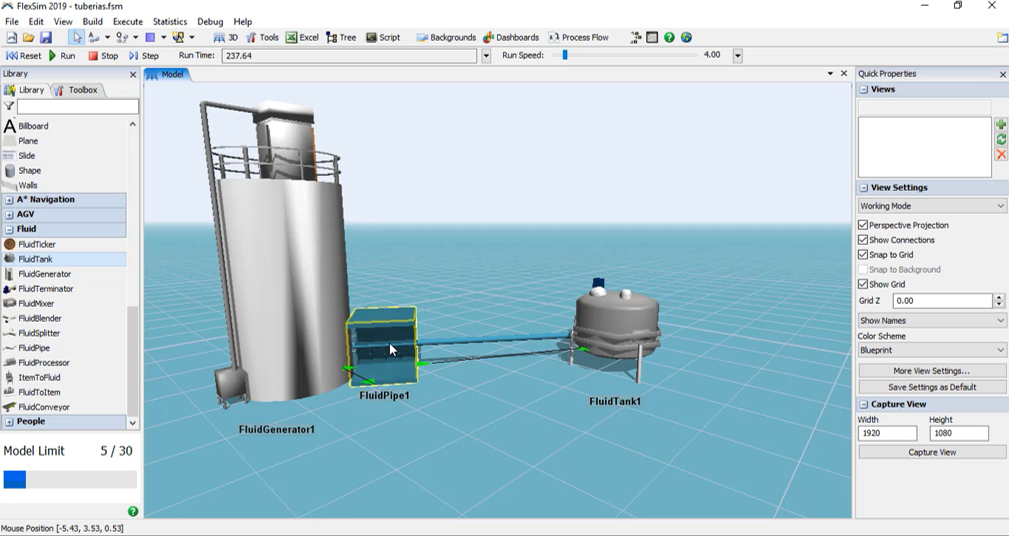 FlexSim 2019 - tuberias.fsm
File Edit View Build Execute Statistics Debug Help
3D Tools Excel Tree Script Backgrounds Dashboards Process Flow
Reset Run Stop Step Run Time: 237.64 Run Speed: 4.00
Library
Library Toolbox
Billboard
Plane
Slide
Shape
Walls
A* Navigation
AGV
Fluid
FluidTicker
FluidTank
FluidGenerator
FluidTerminator
FluidMixer
FluidBlender
FluidSplitter
FluidPipe
FluidProcessor
ItemToFluid
FluidToItem
FluidConveyor
People
Model Limit 5 / 30
Mouse Position [-5.43, 3.53, 0.53]
Model
FluidPipe1
FluidTank1
FluidGenerator1
Quick Properties
Views
View Settings
Working Mode
Perspective Projection
Show Connections
Snap to Grid
Snap to Background
Show Grid
Grid Z 0.00
Show Names
Color Scheme
Blueprint
More View Settings...
Save Settings as Default
Capture View
Width Height
1920 1080
Capture View